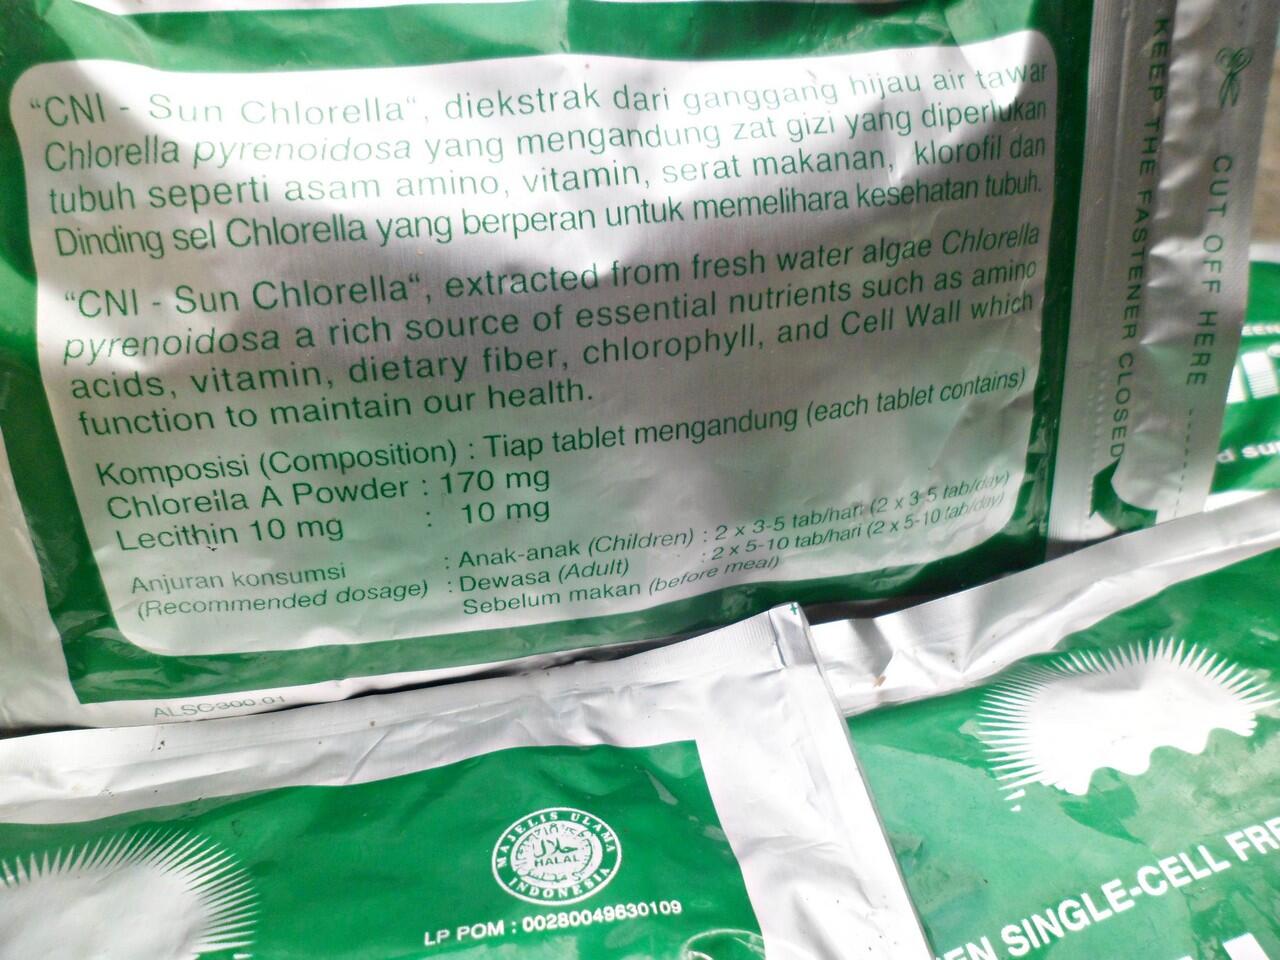 “CNI - Sun Chlorella“, diekstrak dari ganggang hijau air tawar
Chlorella pyrenoidosa yang mengandung zat gizi yang diperlukan
tubuh seperti asam amino, vitamin, serat makanan, klorofil dan
Dinding sel Chlorella yang berperan untuk memelihara kesehatan tubuh.
“CNI - Sun Chlorella“, extracted from fresh water algae Chlorella
pyrenoidosa a rich source of essential nutrients such as amino
acids, vitamin, dietary fiber, chlorophyll, and Cell Wall which
function to maintain our health.
Komposisi (Composition) : Tiap tablet mengandung (each tablet contains)
Chlorella A Powder : 170 mg
Lecithin 10 mg : 10 mg
Anjuran konsumsi : Anak-anak (Children) : 2 x 3-5 tab/hari (2 x 3-5 tab/day)
(Recommended dosage) : Dewasa (Adult) : 2 x 5-10 tab/hari (2 x 5-10 tab/day)
Sebelum makan (before meal)
ALSC300.01
KEEP THE FASTENER CLOSED
CUT OFF HERE
MAJELIS ULAMA
حلال
HALAL
INDONESIA
LP POM : 00280049630109
SINGLE-CELL